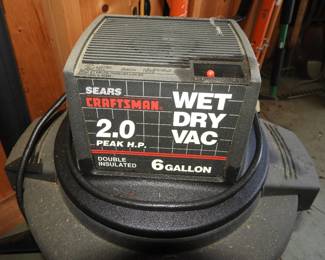 SEARS
CRAFTSMAN
WET
DRY
VAC
2.0
PEAK H.P.
DOUBLE
INSULATED
6 GALLON